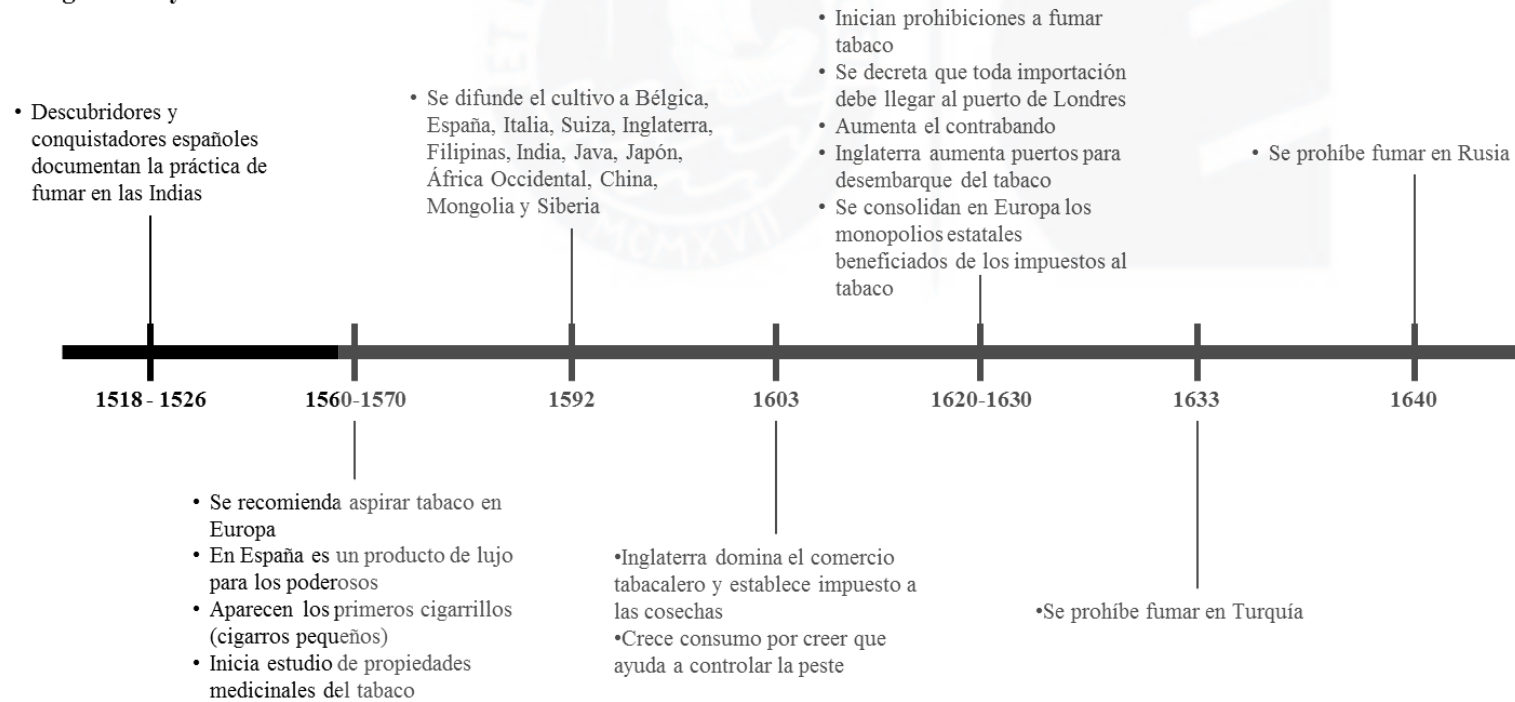 • Descubridores y
conquistadores españoles
documentan la práctica de
fumar en las Indias
• Se difunde el cultivo a Bélgica,
España, Italia, Suiza, Inglaterra,
Filipinas, India, Java, Japón,
África Occidental, China,
Mongolia y Siberia
• Inician prohibiciones a fumar
tabaco
• Se decreta que toda importación
debe llegar al puerto de Londres
• Aumenta el contrabando
• Inglaterra aumenta puertos para
desembarque del tabaco
• Se consolidan en Europa los
monopolios estatales
beneficiados de los impuestos al
tabaco
• Se prohíbe fumar en Rusia
MCMXVII
1518 - 1526
1560-1570
1592
1603
1620-1630
1633
1640
• Se recomienda aspirar tabaco en
Europa
• En España es un producto de lujo
para los poderosos
• Aparecen los primeros cigarrillos
(cigarros pequeños)
• Inicia estudio de propiedades
medicinales del tabaco
•Inglaterra domina el comercio
tabacalero y establece impuesto a
las cosechas
•Crece consumo por creer que
ayuda a controlar la peste
•Se prohíbe fumar en Turquía